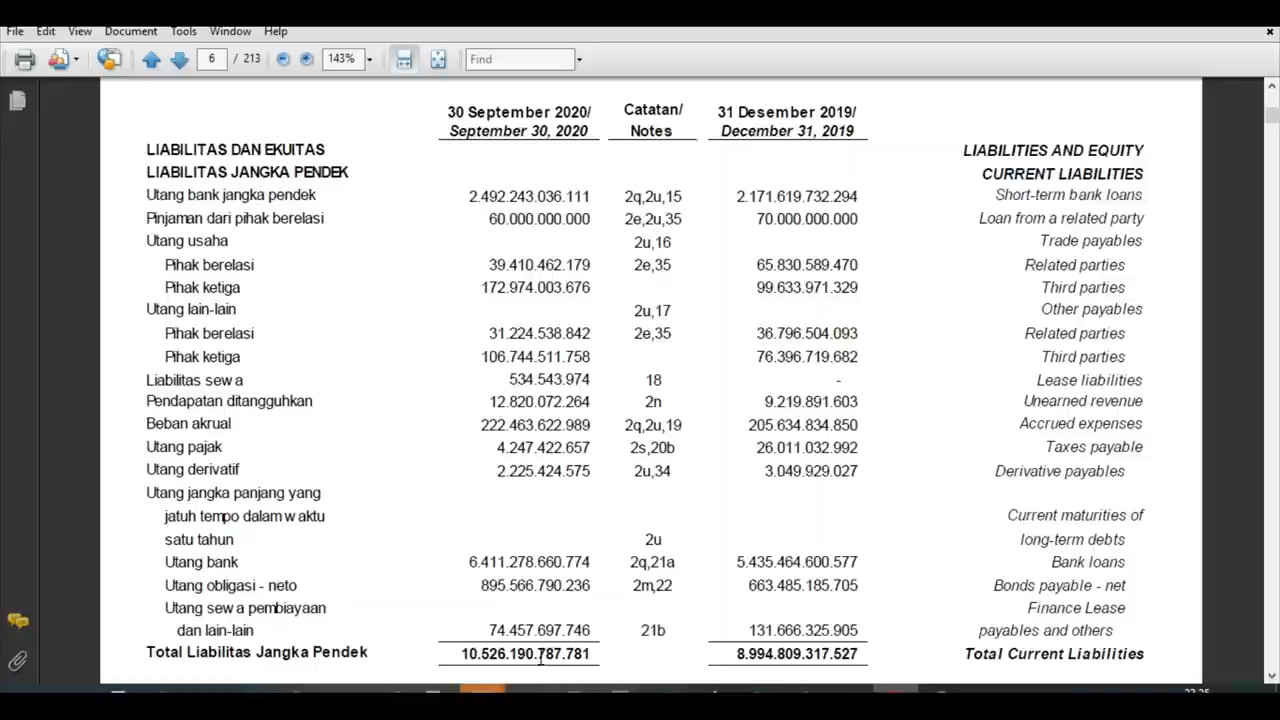 File Edit View Document Tools Window Help
6 / 213 143% Find
30 September 2020/ Catatan/ 31 Desember 2019/
September 30, 2020 Notes December 31, 2019
LIABILITAS DAN EKUITAS LIABILITIES AND EQUITY
LIABILITAS JANGKA PENDEK CURRENT LIABILITIES
Utang bank jangka pendek 2.492.243.036.111 2q,2u,15 2.171.619.732.294 Short-term bank loans
Pinjaman dari pihak berelasi 60.000.000.000 2e,2u,35 70.000.000.000 Loan from a related party
Utang usaha 2u,16 Trade payables
Pihak berelasi 39.410.462.179 2e,35 65.830.589.470 Related parties
Pihak ketiga 172.974.003.676 99.633.971.329 Third parties
Utang lain-lain 2u,17 Other payables
Pihak berelasi 31.224.538.842 2e,35 36.796.504.093 Related parties
Pihak ketiga 106.744.511.758 76.396.719.682 Third parties
Liabilitas sewa 534.543.974 18 - Lease liabilities
Pendapatan ditangguhkan 12.820.072.264 2n 9.219.891.603 Unearned revenue
Beban akrual 222.463.622.989 2q,2u,19 205.634.834.850 Accrued expenses
Utang pajak 4.247.422.657 2s,20b 26.011.032.992 Taxes payable
Utang derivatif 2.225.424.575 2u,34 3.049.929.027 Derivative payables
Utang jangka panjang yang
jatuh tempo dalam waktu Current maturities of
satu tahun 2u long-term debts
Utang bank 6.411.278.660.774 2q,21a 5.435.464.600.577 Bank loans
Utang obligasi - neto 895.566.790.236 2m,22 663.485.185.705 Bonds payable - net
Utang sewa pembiayaan Finance Lease
dan lain-lain 74.457.697.746 21b 131.666.325.905 payables and others
Total Liabilitas Jangka Pendek 10.526.190.787.781 8.994.809.317.527 Total Current Liabilities